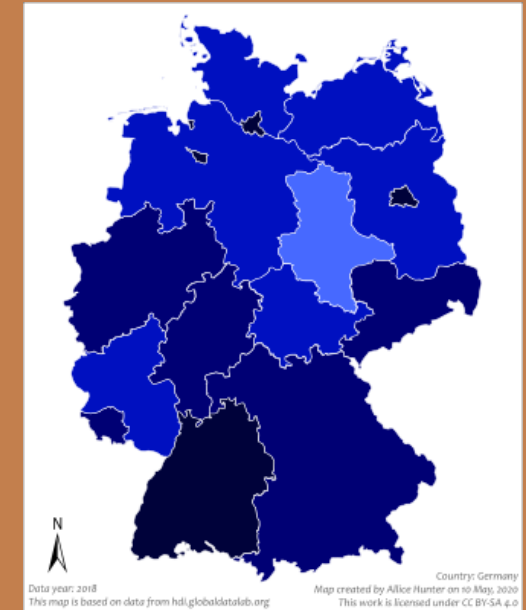 N
Data year: 2018
This map is based on data from hdi.globaldatalab.org
Country: Germany
Map created by Allice Hunter on 10 May, 2020
This work is licensed under CC BY-SA 4.0